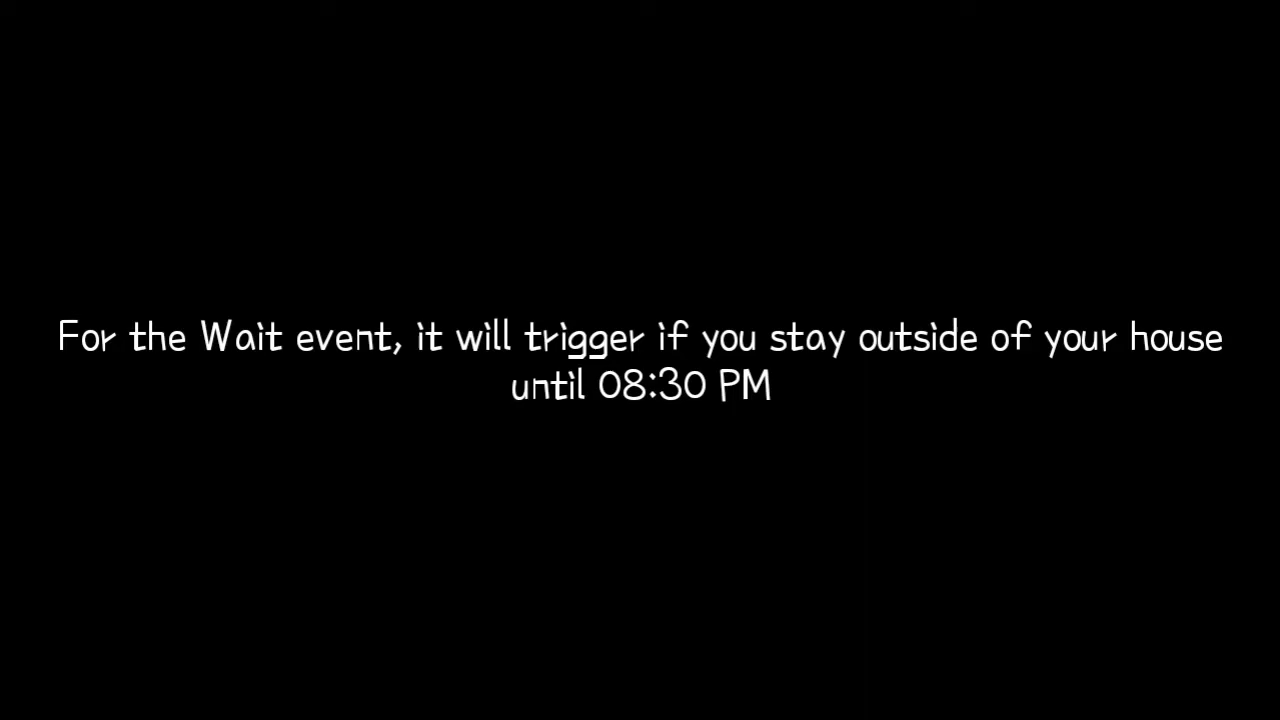 For the Wait event, it will trigger if you stay outside of your house
until 08:30 PM